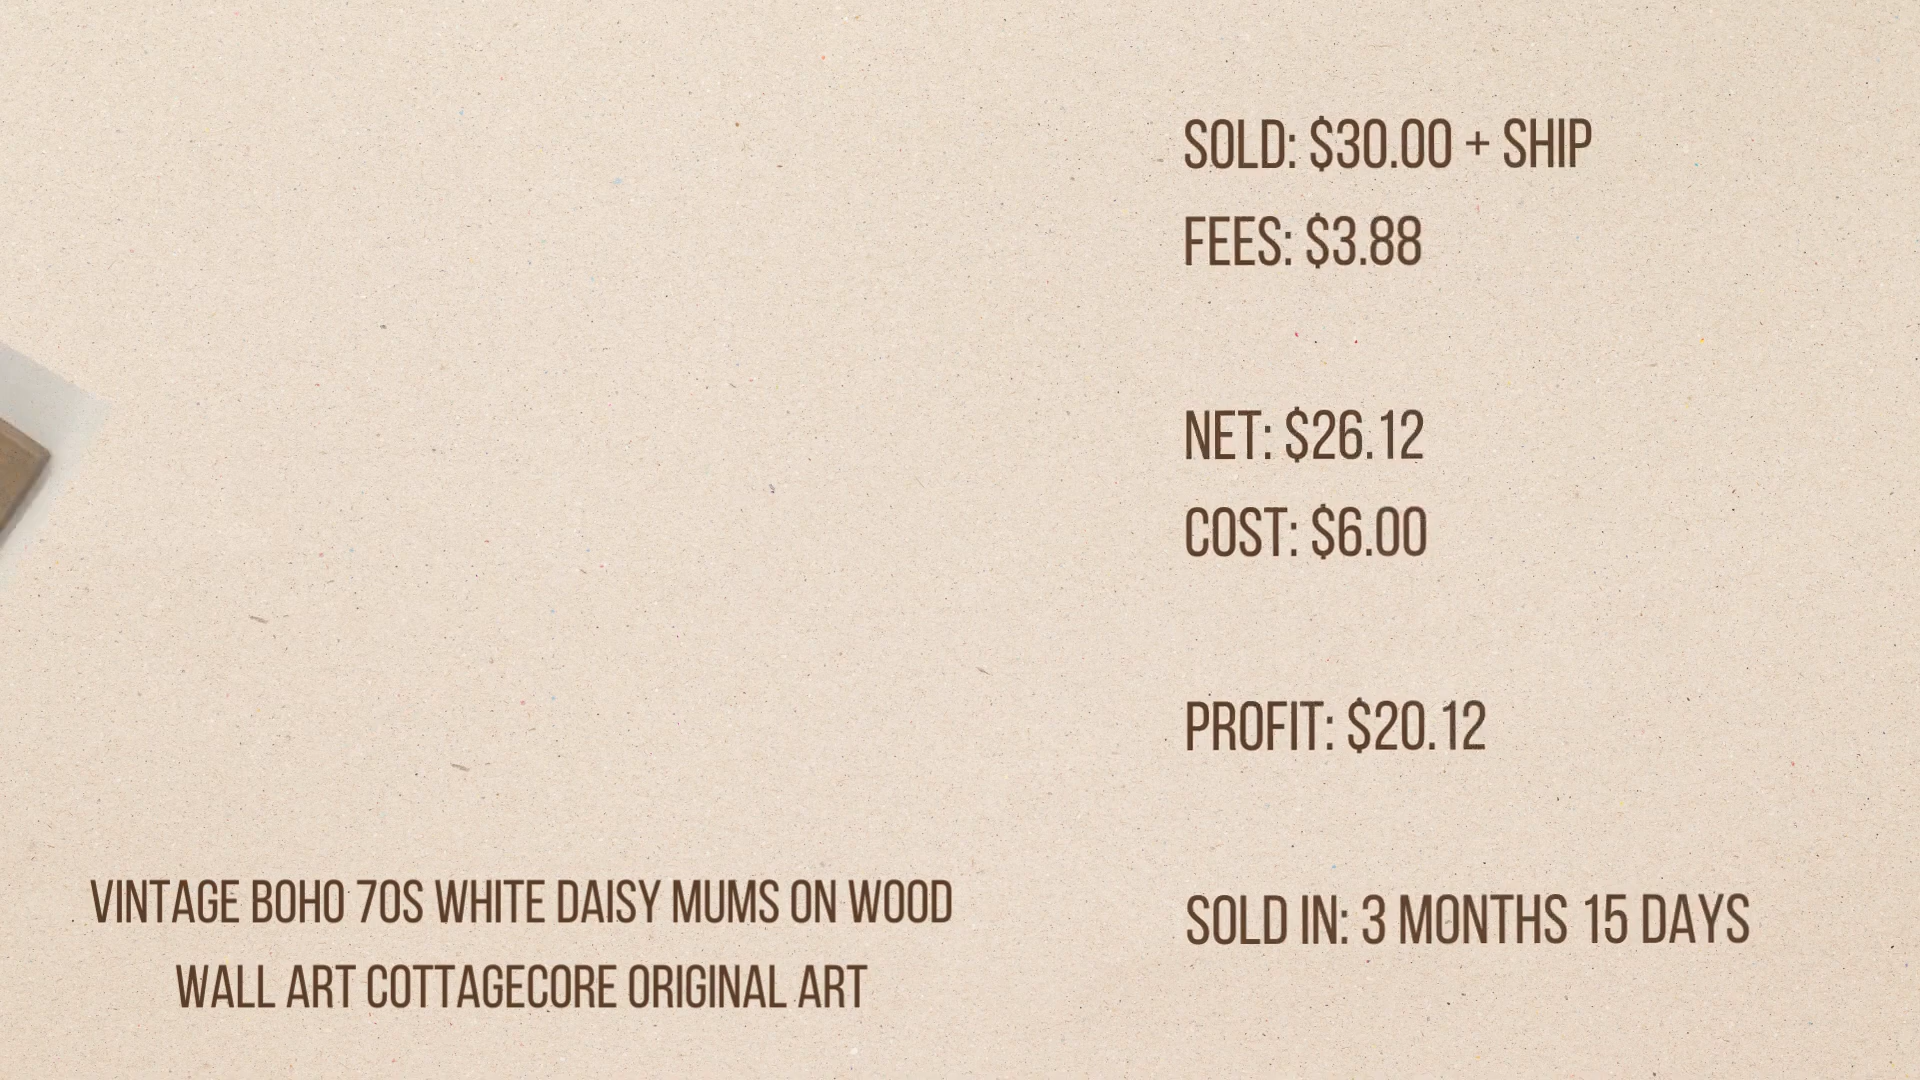 SOLD: $30.00 + SHIP
FEES: $3.88
NET: $26.12
COST: $6.00
PROFIT: $20.12
SOLD IN: 3 MONTHS 15 DAYS
VINTAGE BOHO 70S WHITE DAISY MUMS ON WOOD
WALL ART COTTAGECORE ORIGINAL ART